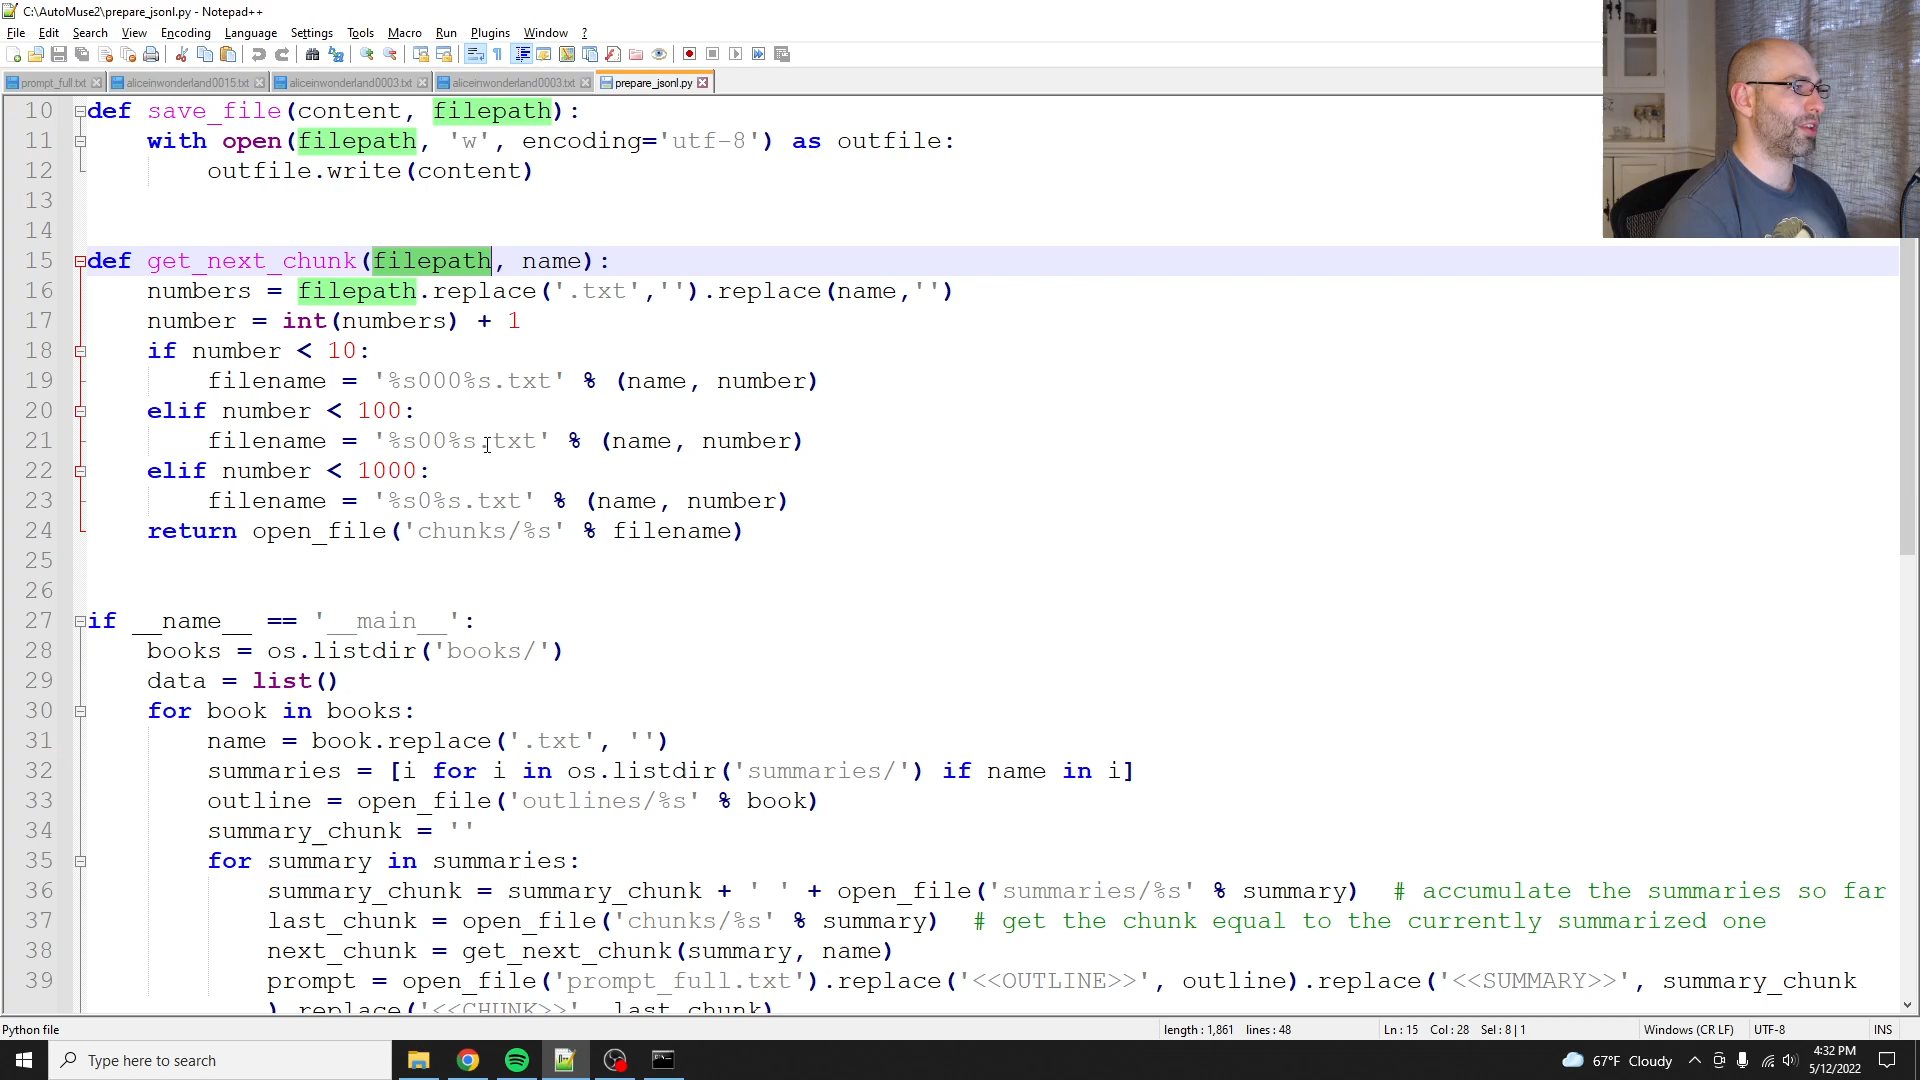 C:\AutoMuse2\prepare_jsonl.py - Notepad++
File Edit Search View Encoding Language Settings Tools Macro Run Plugins Window ?
prompt_full.txt aliceinwonderland0015.txt aliceinwonderland0003.txt aliceinwonderland0003.txt prepare_jsonl.py
10 def save_file(content, filepath):
11 with open(filepath, 'w', encoding='utf-8') as outfile:
12 outfile.write(content)
13
14
15 def get_next_chunk(filepath, name):
16 numbers = filepath.replace('.txt','').replace(name,'')
17 number = int(numbers) + 1
18 if number < 10:
19 filename = '%s000%s.txt' % (name, number)
20 elif number < 100:
21 filename = '%s00%s.txt' % (name, number)
22 elif number < 1000:
23 filename = '%s0%s.txt' % (name, number)
24 return open_file('chunks/%s' % filename)
25
26
27 if __name__ == '__main__':
28 books = os.listdir('books/')
29 data = list()
30 for book in books:
31 name = book.replace('.txt', '')
32 summaries = [i for i in os.listdir('summaries/') if name in i]
33 outline = open_file('outlines/%s' % book)
34 summary_chunk = ''
35 for summary in summaries:
36 summary_chunk = summary_chunk + ' ' + open_file('summaries/%s' % summary) # accumulate the summaries so far
37 last_chunk = open_file('chunks/%s' % summary) # get the chunk equal to the currently summarized one
38 next_chunk = get_next_chunk(summary, name)
39 prompt = open_file('prompt_full.txt').replace('<<OUTLINE>>', outline).replace('<<SUMMARY>>', summary_chunk
).replace('<<CHUNK>>', last_chunk)
Python file length : 1,861 lines : 48 Ln : 15 Col : 28 Sel : 8 | 1 Windows (CR LF) UTF-8 INS
Type here to search 67°F Cloudy 4:32 PM
5/12/2022